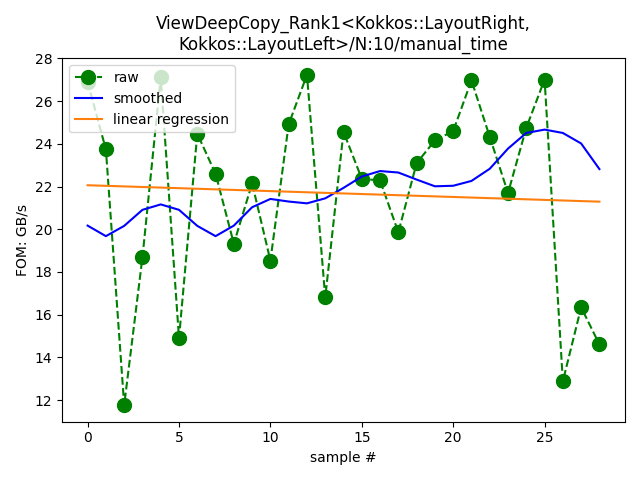 ViewDeepCopy_Rank1<Kokkos::LayoutRight,
Kokkos::LayoutLeft>/N:10/manual_time
raw
smoothed
linear regression
FOM: GB/s
28
26
24
22
20
18
16
14
12
0
5
10
15
20
25
sample #